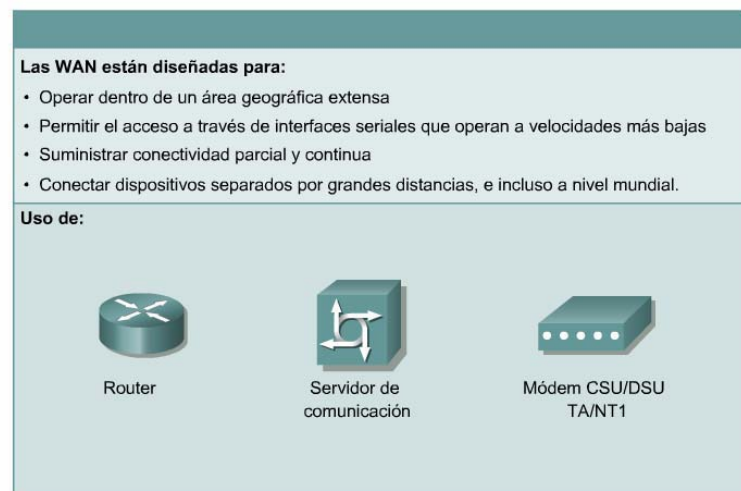 Las WAN están diseñadas para:
• Operar dentro de un área geográfica extensa
• Permitir el acceso a través de interfaces seriales que operan a velocidades más bajas
• Suministrar conectividad parcial y continua
• Conectar dispositivos separados por grandes distancias, e incluso a nivel mundial.
Uso de:
Router
Servidor de
comunicación
Módem CSU/DSU
TA/NT1